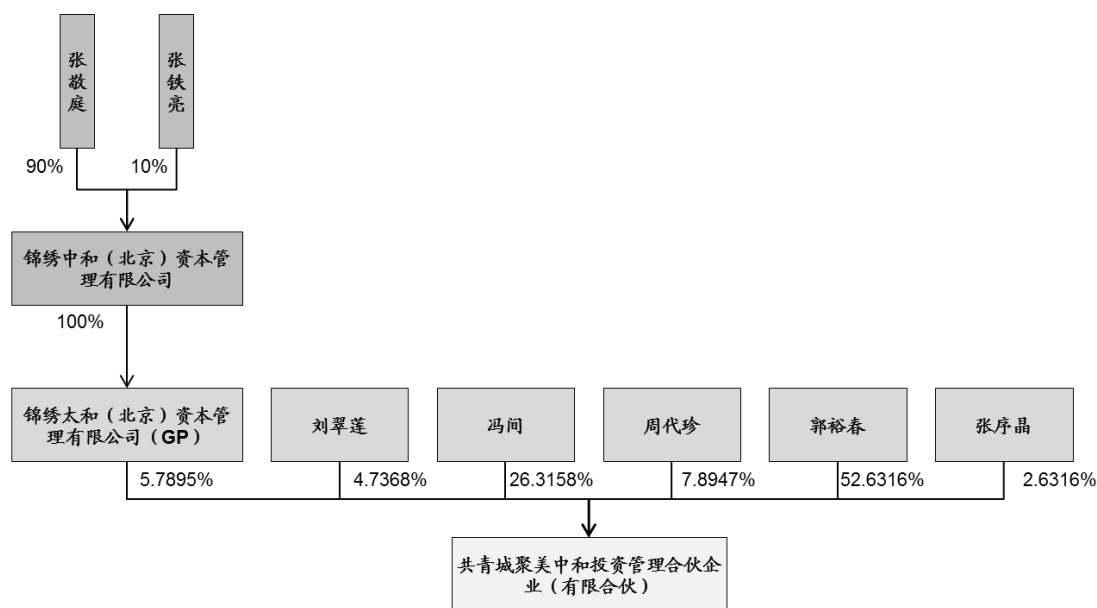 张敬庭
张铁亮
90%
10%
锦绣中和（北京）资本管
理有限公司
100%
锦绣太和（北京）资本管
理有限公司（GP）
刘翠莲
冯间
周代珍
郭裕春
张序晶
5.7895%
4.7368%
26.3158%
7.8947%
52.6316%
2.6316%
共青城聚美中和投资管理合伙企
业（有限合伙）